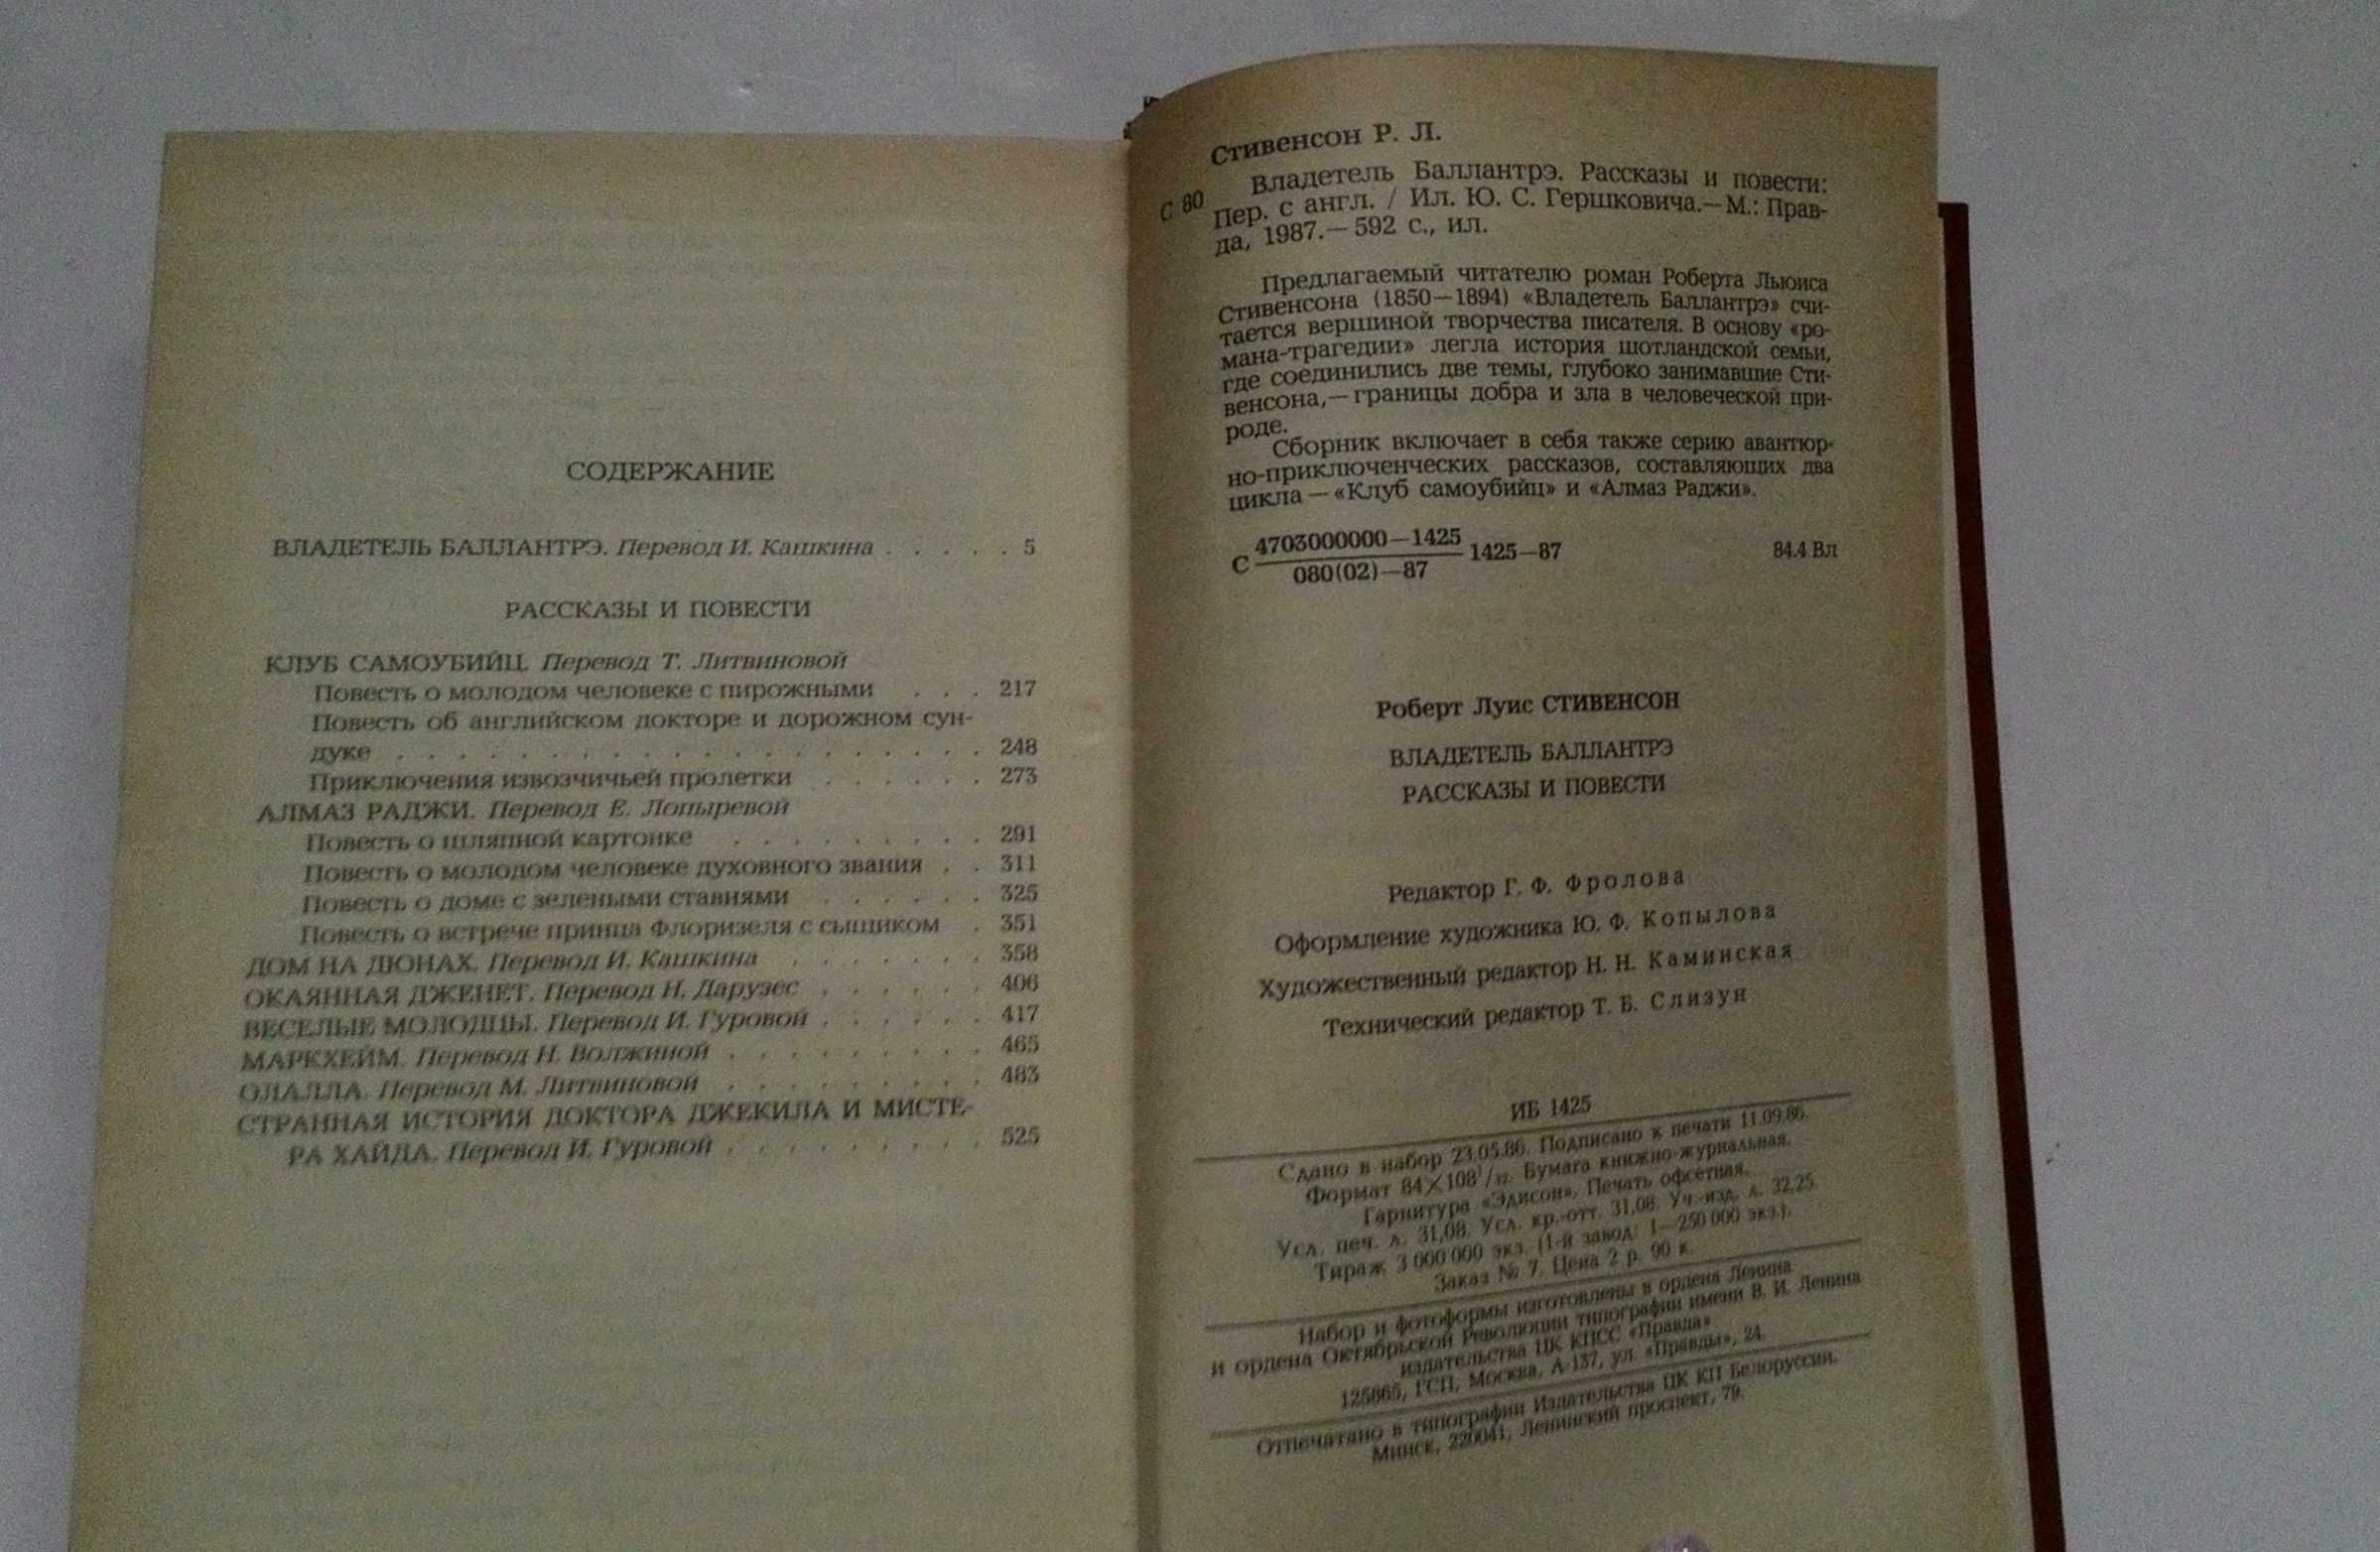 СОДЕРЖАНИЕ
ВЛАДЕТЕЛЬ БАЛЛАНТРЭ. Перевод И. Кашкина . . . . . 5
РАССКАЗЫ И ПОВЕСТИ
КЛУБ САМОУБИЙЦ. Перевод Т. Литвиновой
Повесть о молодом человеке с пирожными . . . 217
Повесть об английском докторе и дорожном сун-
дуке . . . . . . . . . . . . . . . . . . . . 248
Приключения извозчичьей пролетки . . . . . . 273
АЛМАЗ РАДЖИ. Перевод Е. Лопыревой
Повесть о шляпной картонке . . . . . . . . . 291
Повесть о молодом человеке духовного звания . . 311
Повесть о доме с зелеными ставнями . . . . . . 325
Повесть о встрече принца Флоризеля с сыщиком . 351
ДОМ НА ДЮНАХ. Перевод И. Кашкина . . . . . . . 358
ОКАЯННАЯ ДЖЕНЕТ. Перевод Н. Дарузес . . . . . . 406
ВЕСЕЛЫЕ МОЛОДЦЫ. Перевод И. Гуровой . . . . . . 417
МАРКХЕЙМ. Перевод Н. Волжиной . . . . . . . . . 465
ОЛАЛЛА. Перевод М. Литвиновой . . . . . . . . . 483
СТРАННАЯ ИСТОРИЯ ДОКТОРА ДЖЕКИЛА И МИСТЕ-
РА ХАЙДА. Перевод И. Гуровой . . . . . . . . . 525
Стивенсон Р. Л.
С 80 Владетель Баллантрэ. Рассказы и повести:
Пер. с англ. / Ил. Ю. С. Гершковича.— М.: Прав-
да, 1987.— 592 с., ил.
Предлагаемый читателю роман Роберта Льюиса
Стивенсона (1850—1894) «Владетель Баллантрэ» счи-
тается вершиной творчества писателя. В основу «ро-
мана-трагедии» легла история шотландской семьи,
где соединились две темы, глубоко занимавшие Сти-
венсона,— границы добра и зла в человеческой при-
роде.
Сборник включает в себя также серию авантюр-
но-приключенческих рассказов, составляющих два
цикла — «Клуб самоубийц» и «Алмаз Раджи».
4703000000—1425
С 1425—87 84.4 Вл
080(02)—87
Роберт Луис СТИВЕНСОН
ВЛАДЕТЕЛЬ БАЛЛАНТРЭ
РАССКАЗЫ И ПОВЕСТИ
Редактор Г. Ф. Фролова
Оформление художника Ю. Ф. Копылова
Художественный редактор Н. Н. Каминская
Технический редактор Т. Б. Слизун
ИБ 1425
Сдано в набор 23.05.86. Подписано к печати 11.09.86.
Формат 84×108¹/₃₂. Бумага книжно-журнальная.
Гарнитура «Эдисон». Печать офсетная.
Усл. печ. л. 31,08. Усл. кр.-отт. 31,08. Уч.-изд. л. 32,25.
Тираж 3 000 000 экз. (1-й завод: 1—250 000 экз.).
Заказ № 7. Цена 2 р. 90 к.
Набор и фотоформы изготовлены в ордена Ленина
и ордена Октябрьской Революции типографии имени В. И. Ленина
издательства ЦК КПСС «Правда»
125865, ГСП, Москва, А-137, ул. «Правды», 24.
Отпечатано в типографии Издательства ЦК КП Белоруссии.
Минск, 220041, Ленинский проспект, 79.